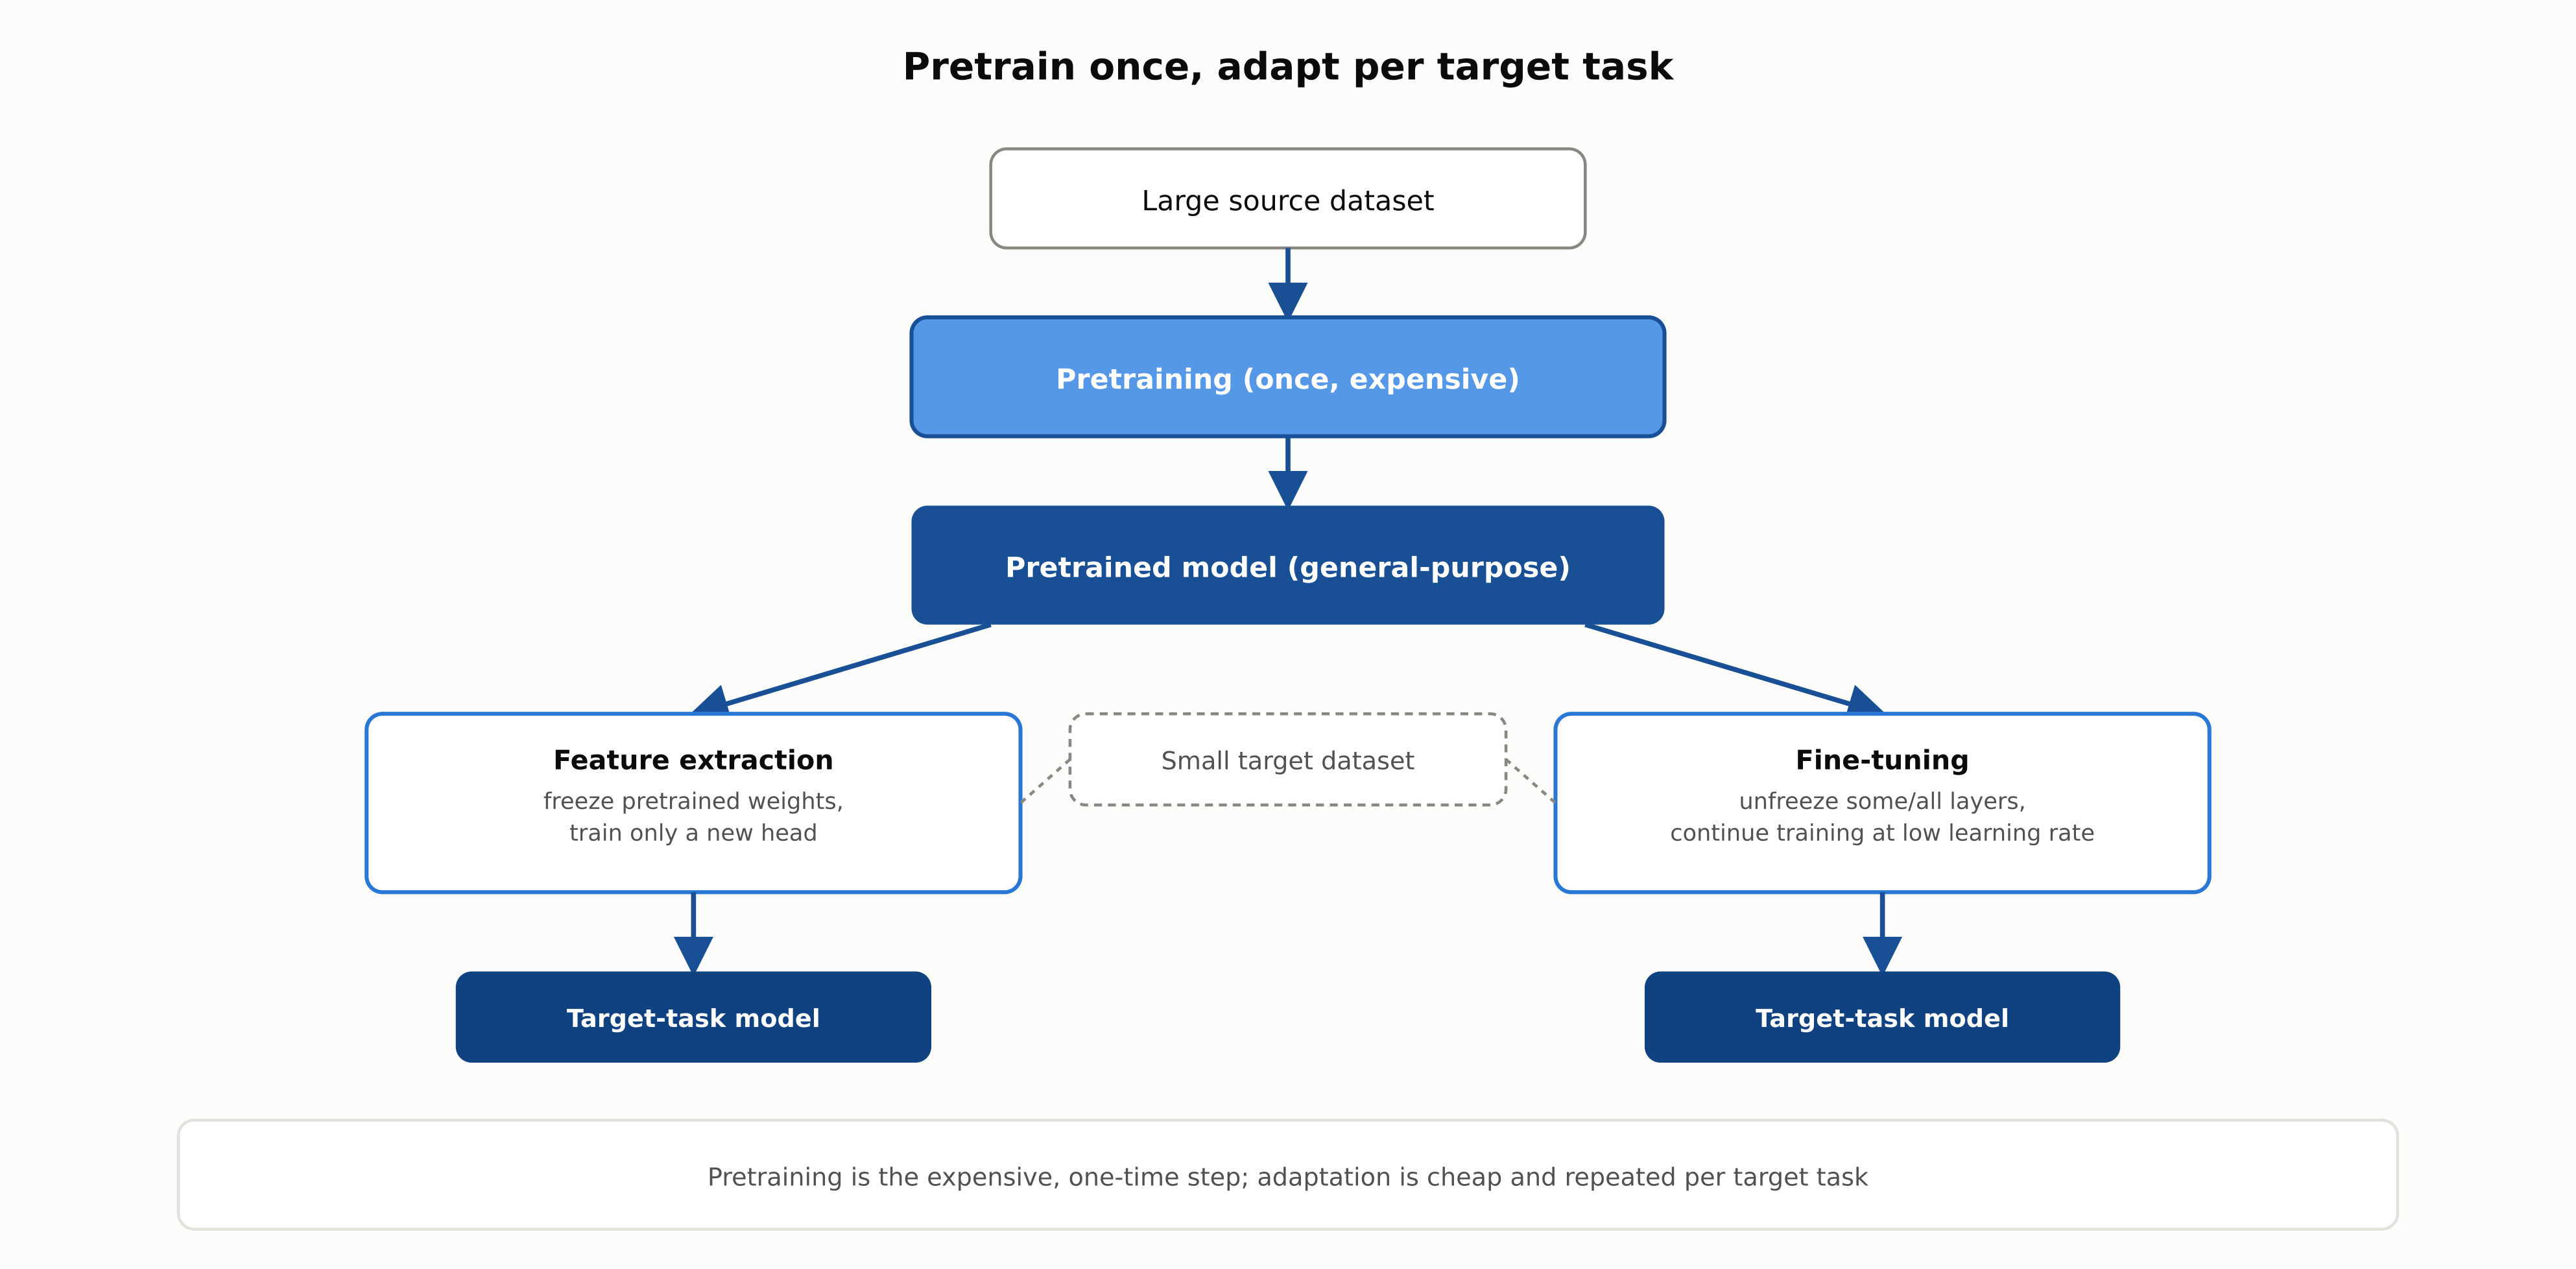 Pretrain once, adapt per target task
Large source dataset
Pretraining (once, expensive)
Pretrained model (general-purpose)
Feature extraction
freeze pretrained weights,
train only a new head
Small target dataset
Fine-tuning
unfreeze some/all layers,
continue training at low learning rate
Target-task model
Target-task model
Pretraining is the expensive, one-time step; adaptation is cheap and repeated per target task